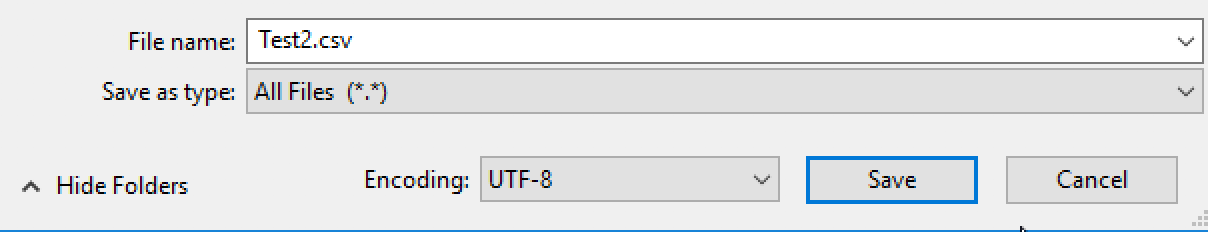 File name: Test2.csv
Save as type: All Files (*.*)
Hide Folders Encoding: UTF-8 Save Cancel